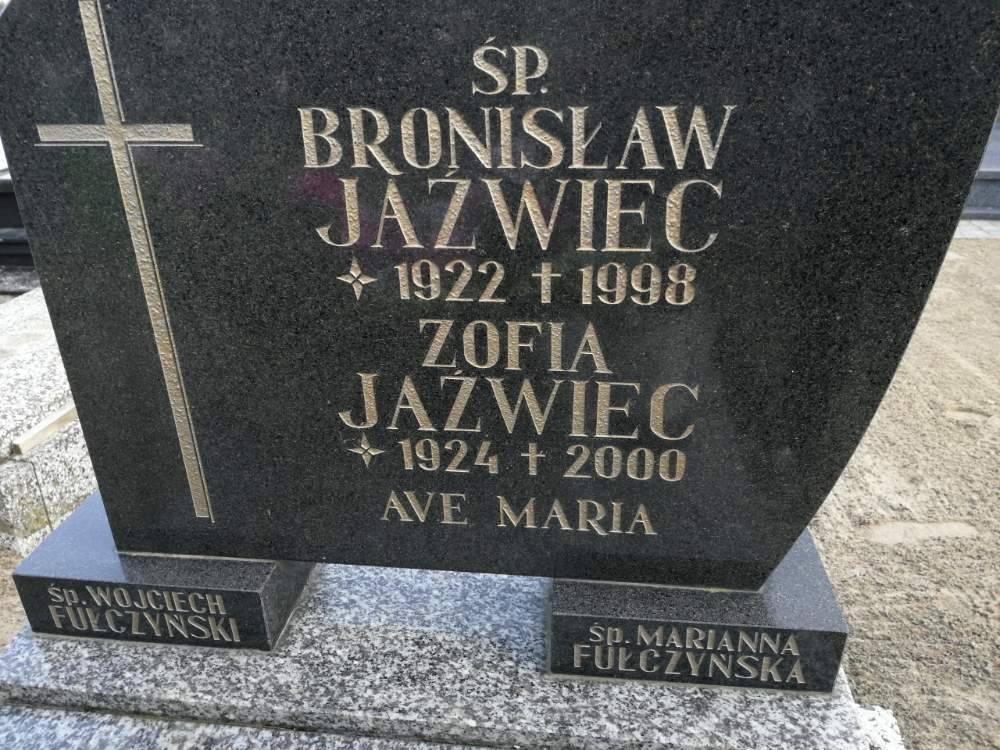 ŚP.
BRONISŁAW
JAŹWIEC
1922 † 1998
ZOFIA
JAŹWIEC
1924 † 2000
AVE MARIA
śp. WOJCIECH
FUŁCZYŃSKI
śp. MARIANNA
FUŁCZYŃSKA